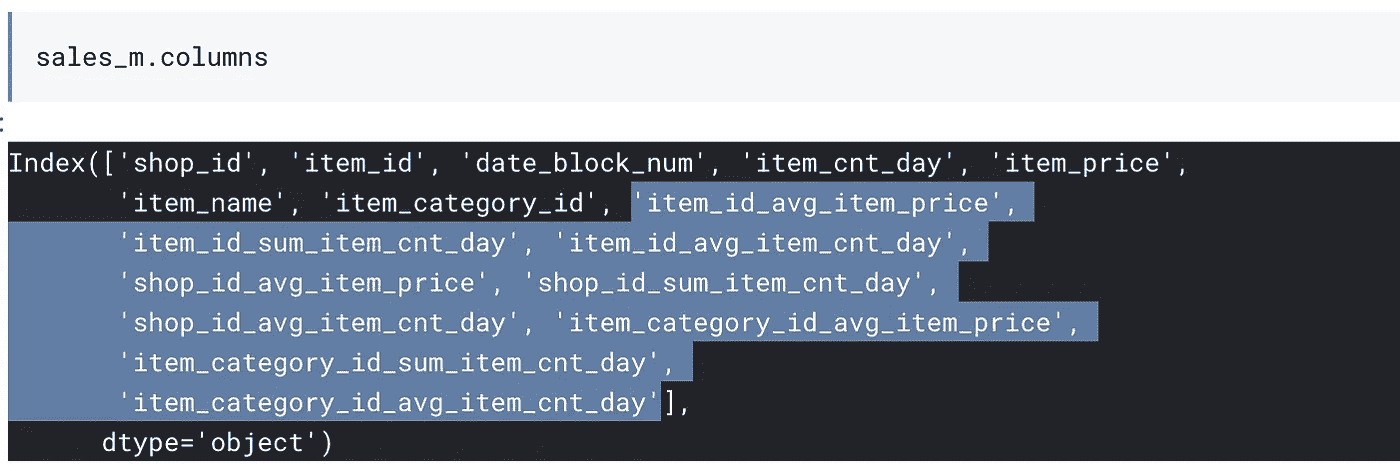 sales_m.columns
:
Index(['shop_id', 'item_id', 'date_block_num', 'item_cnt_day', 'item_price',
'item_name', 'item_category_id', 'item_id_avg_item_price',
'item_id_sum_item_cnt_day', 'item_id_avg_item_cnt_day',
'shop_id_avg_item_price', 'shop_id_sum_item_cnt_day',
'shop_id_avg_item_cnt_day', 'item_category_id_avg_item_price',
'item_category_id_sum_item_cnt_day',
'item_category_id_avg_item_cnt_day'],
dtype='object')